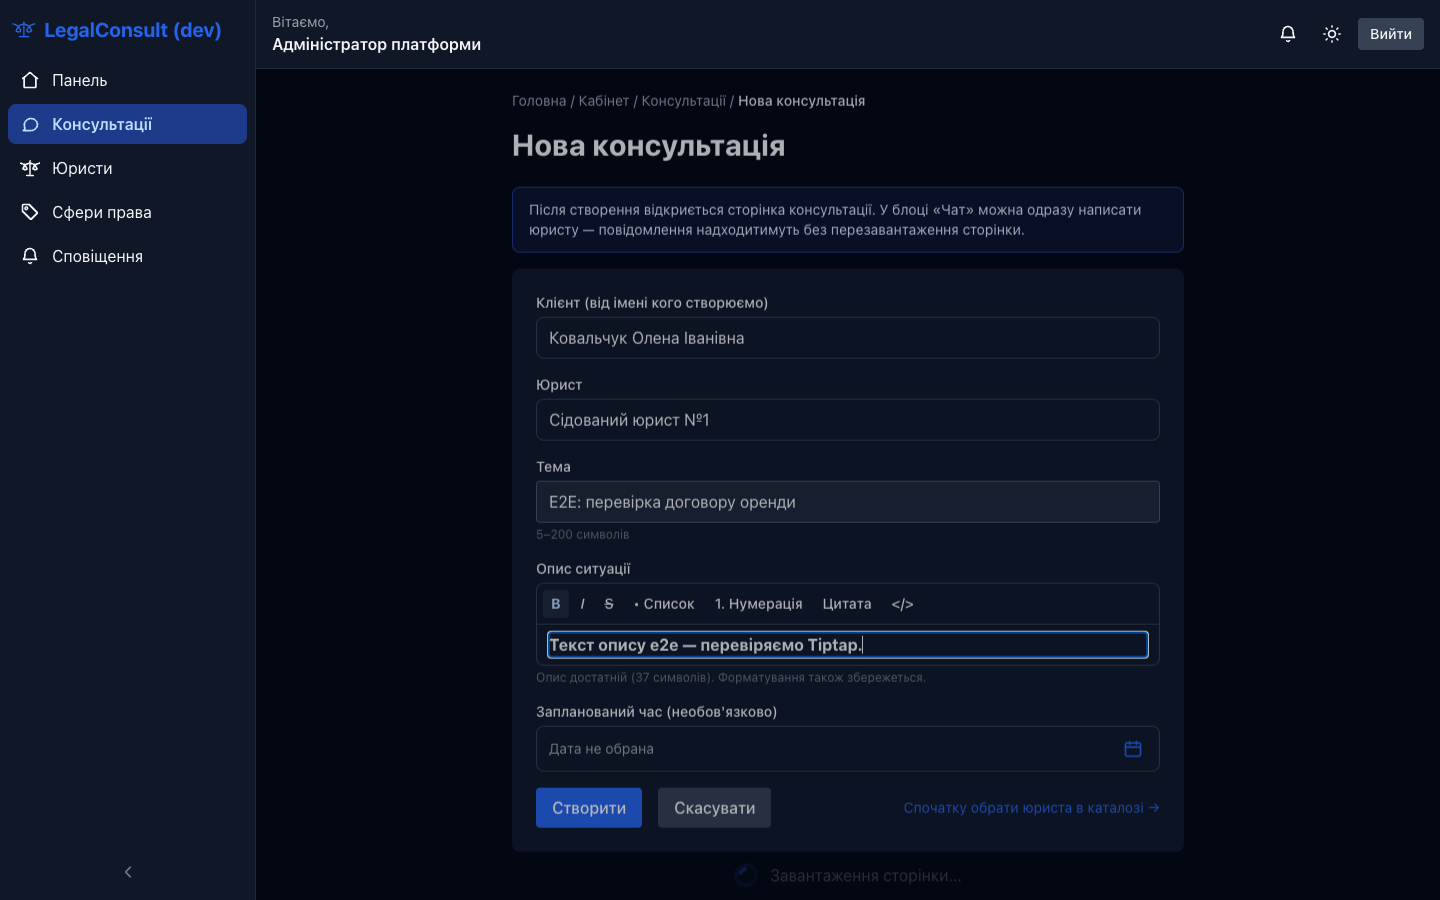 LegalConsult (dev)
Вітаємо,
Адміністратор платформи
Вийти
Панель
Консультації
Юристи
Сфери права
Сповіщення
Головна / Кабінет / Консультації / Нова консультація
Нова консультація
Після створення відкриється сторінка консультації. У блоці «Чат» можна одразу написати
юристу — повідомлення надходитимуть без перезавантаження сторінки.
Клієнт (від імені кого створюємо)
Ковальчук Олена Іванівна
Юрист
Сідований юрист №1
Тема
E2E: перевірка договору оренди
5–200 символів
Опис ситуації
B I S • Список 1. Нумерація Цитата </>
Текст опису e2e — перевіряємо Tiptap.
Опис достатній (37 символів). Форматування також збережеться.
Запланований час (необов'язково)
Дата не обрана
Створити Скасувати Спочатку обрати юриста в каталозі →
Завантаження сторінки...